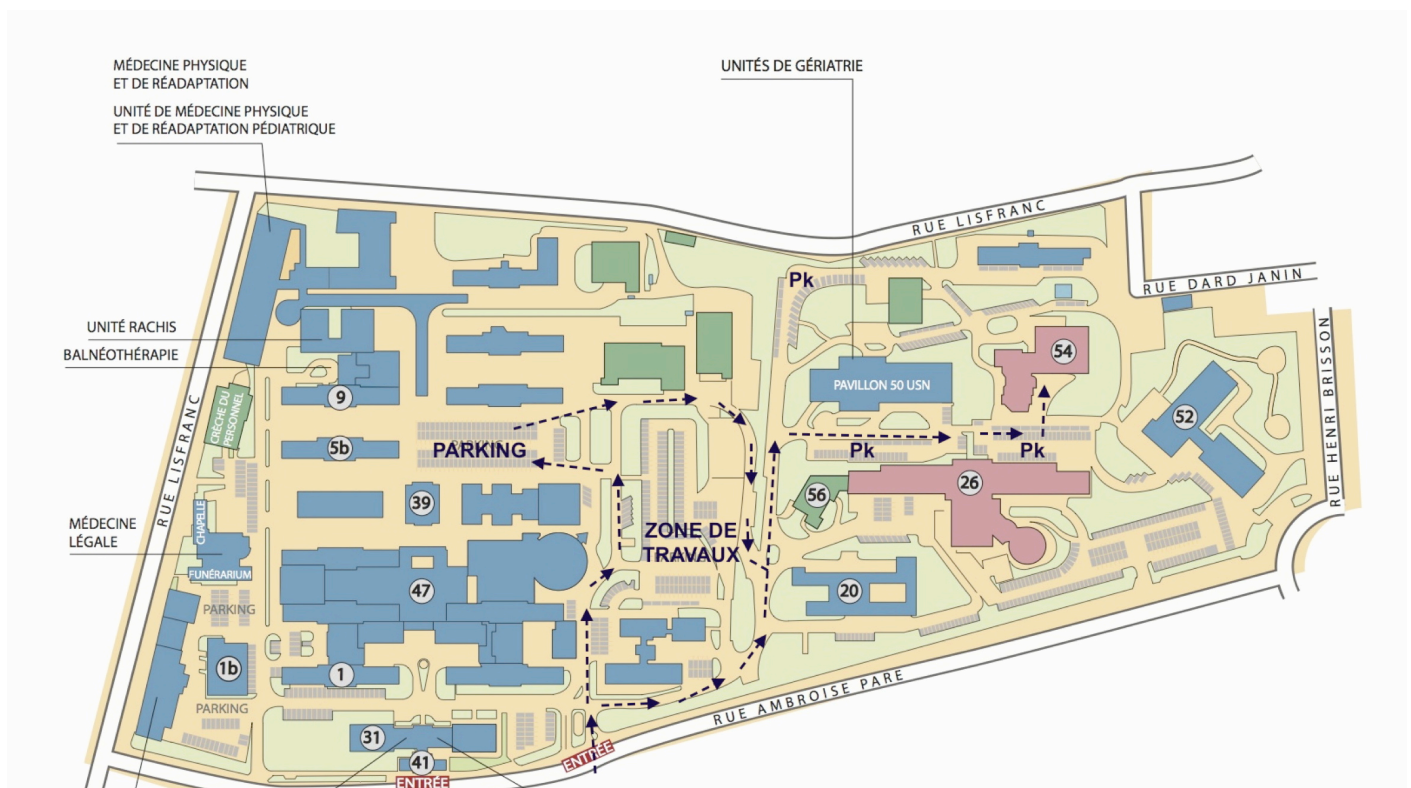 MÉDECINE PHYSIQUE
ET DE RÉADAPTATION
UNITÉ DE MÉDECINE PHYSIQUE
ET DE RÉADAPTATION PÉDIATRIQUE
UNITÉS DE GÉRIATRIE
RUE LISFRANC
RUE DARD JANIN
Pk
UNITÉ RACHIS
BALNÉOTHÉRAPIE
54
PAVILLON 50 USN
RUE HENRI BRISSON
9
CRÈCHE DU
PERSONNEL
52
RUE LISFRANC
5b
PARKING
PARKING
Pk
Pk
26
56
39
CHAPELLE
MÉDECINE
LÉGALE
ZONE DE
TRAVAUX
FUNÉRARIUM
47
20
PARKING
1b
1
PARKING
RUE AMBROISE PARE
31
41
ENTRÉE
ENTRÉE